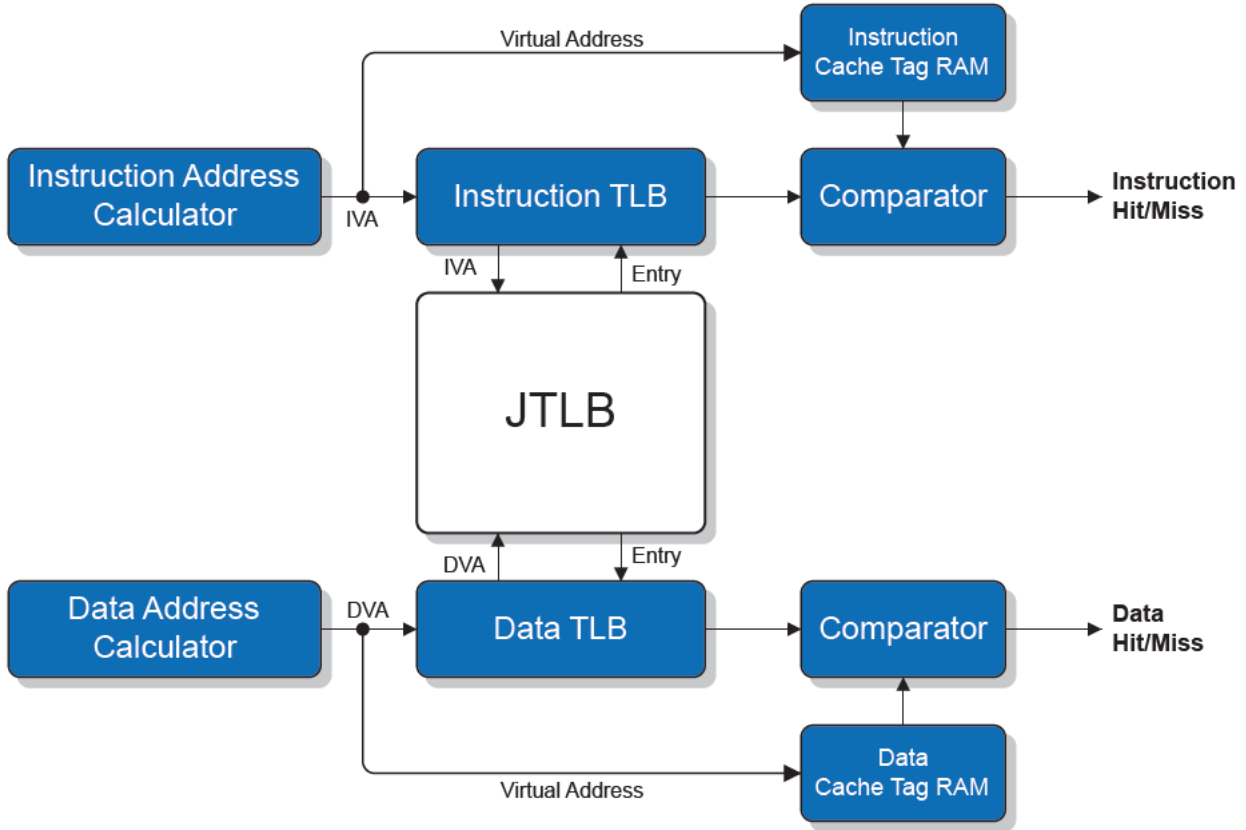 Virtual Address
Instruction
Cache Tag RAM
Instruction Address
Calculator
IVA
Instruction TLB
Comparator
Instruction
Hit/Miss
IVA
Entry
JTLB
DVA
Entry
Data Address
Calculator
DVA
Data TLB
Comparator
Data
Hit/Miss
Virtual Address
Data
Cache Tag RAM